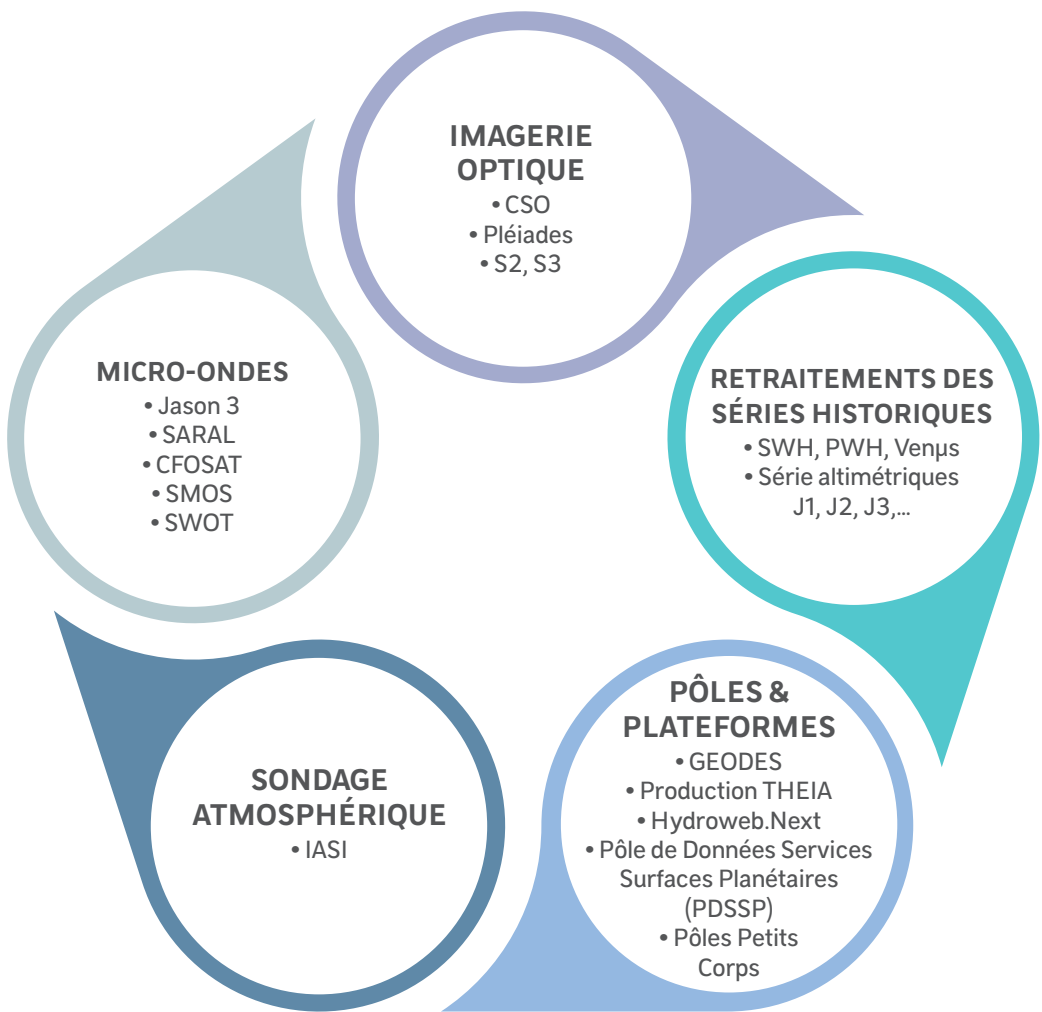 IMAGERIE
OPTIQUE
• CSO
• Pléiades
• S2, S3
RETRAITEMENTS DES
SÉRIES HISTORIQUES
• SWH, PWH, Venµs
• Série altimétriques
J1, J2, J3,...
PÔLES &
PLATEFORMES
• GEODES
• Production THEIA
• Hydroweb.Next
• Pôle de Données Services
Surfaces Planétaires
(PDSSP)
• Pôles Petits
Corps
SONDAGE
ATMOSPHÉRIQUE
• IASI
MICRO-ONDES
• Jason 3
• SARAL
• CFOSAT
• SMOS
• SWOT